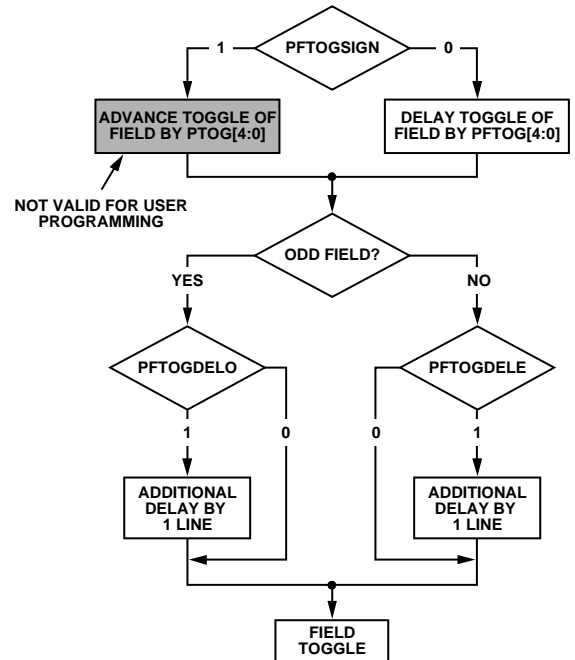 PFTOGSIGN
1
0
ADVANCE TOGGLE OF
FIELD BY PTOG[4:0]
DELAY TOGGLE OF
FIELD BY PFTOG[4:0]
NOT VALID FOR USER
PROGRAMMING
ODD FIELD?
YES
NO
PFTOGDELO
PFTOGDELE
1
0
0
1
ADDITIONAL
DELAY BY
1 LINE
ADDITIONAL
DELAY BY
1 LINE
FIELD
TOGGLE